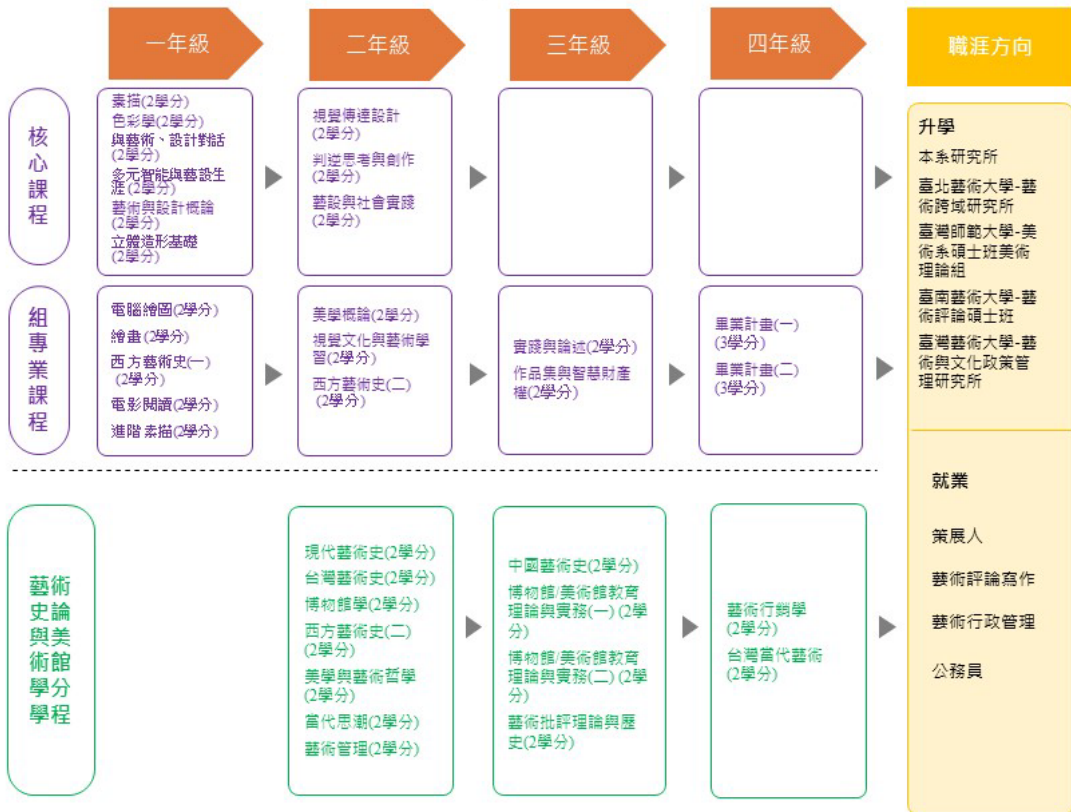 一年級
二年級
三年級
四年級
職涯方向
核心課程
素描(2學分)
色彩學(2學分)
與藝術、設計對話
(2學分)
多元智能與藝設生
涯(2學分)
藝術與設計概論
(2學分)
立體造形基礎
(2學分)
視聲傳達設計
(2學分)
判逆思考與創作
(2學分)
藝設與社會實踐
(2學分)
組專業課程
電腦繪圖(2學分)
繪畫(2學分)
西方藝術史(一)
(2學分)
電影閱讀(2學分)
進階素描(2學分)
美學概論(2學分)
視聲文化與藝術學
習(2學分)
西方藝術史(二)
(2學分)
實踐與論述(2學分)
作品集與智慧財產
權(2學分)
畢業計畫(一)
(3學分)
畢業計畫(二)
(3學分)
升學
本系研究所
臺北藝術大學-藝
術跨域研究所
臺灣師範大學-美
術系碩士班美術
理論組
臺南藝術大學-藝
術評論碩士班
臺灣藝術大學-藝
術與文化政策管
理研究所
藝術
史論
與美
術館
學分
學程
現代藝術史(2學分)
台灣藝術史(2學分)
博物館學(2學分)
西方藝術史(二)
(2學分)
美學與藝術哲學
(2學分)
當代思潮(2學分)
藝術管理(2學分)
中國藝術史(2學分)
博物館/美術館教育
理論與實務(一) (2學
分)
博物館/美術館教育
理論與實務(二) (2學
分)
藝術批評理論與歷
史(2學分)
藝術行銷學
(2學分)
台灣當代藝術
(2學分)
就業
策展人
藝術評論寫作
藝術行政管理
公務員